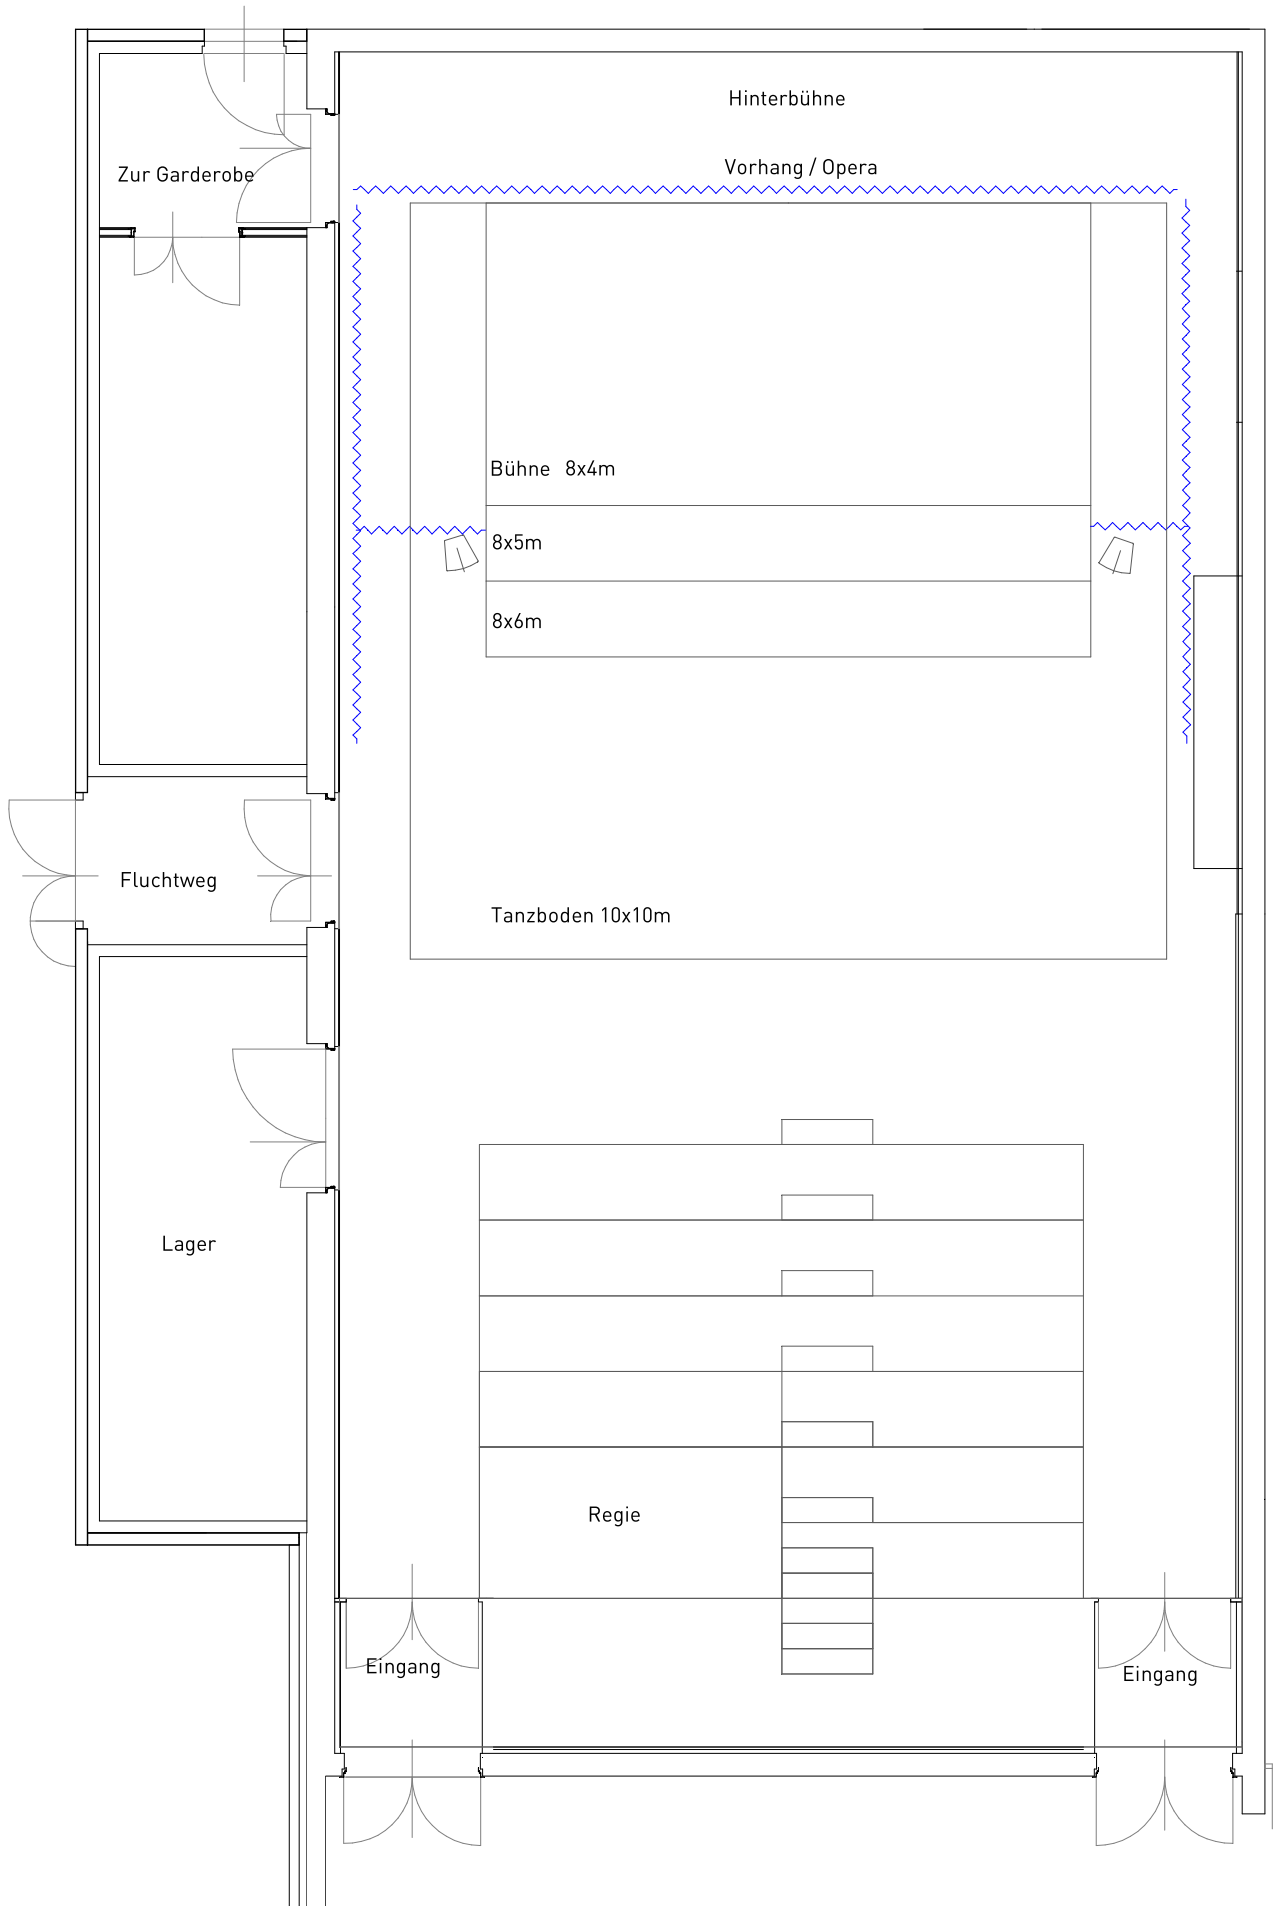 Hinterbühne
Vorhang / Opera
Zur Garderobe
Bühne 8x4m
8x5m
8x6m
Fluchtweg
Tanzboden 10x10m
Lager
Regie
Eingang
Eingang